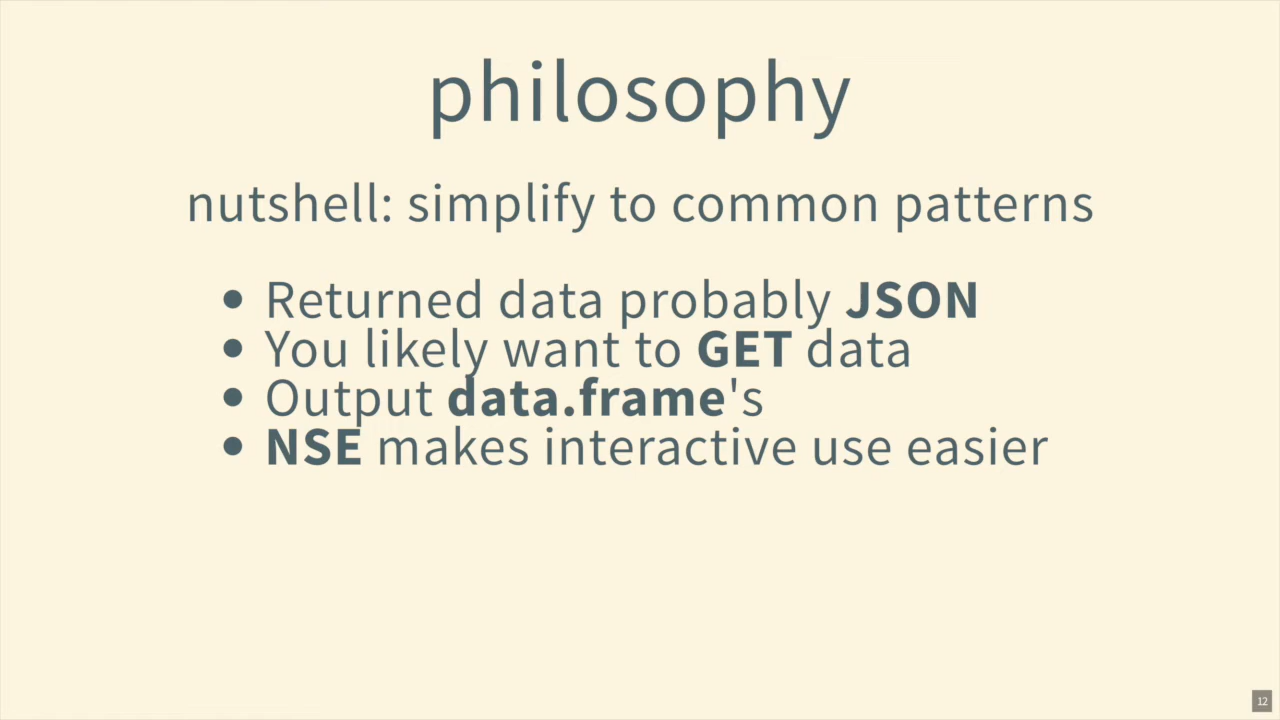 philosophy
nutshell: simplify to common patterns
• Returned data probably JSON
• You likely want to GET data
• Output data.frame's
• NSE makes interactive use easier
12